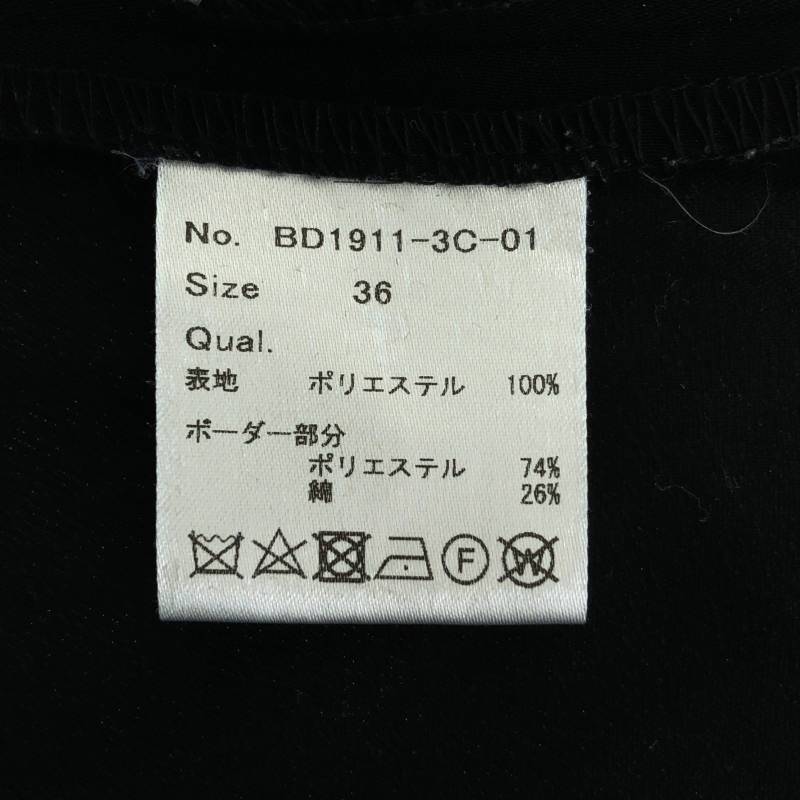 No. BD1911-3C-01
Size 36
Qual.
表地 ポリエステル 100%
ボーダー部分
ポリエステル 74%
綿 26%
F W